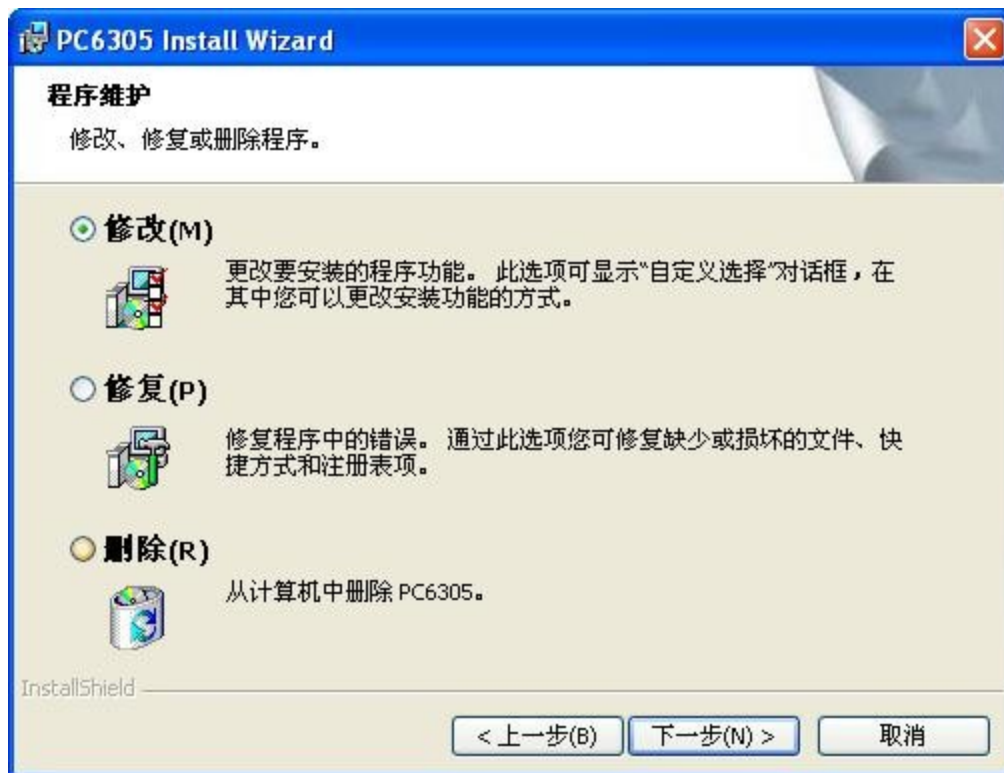 PC6305 Install Wizard
程序维护
修改、修复或删除程序。
修改(M)
更改要安装的程序功能。 此选项可显示“自定义选择”对话框，在
其中您可以更改安装功能的方式。
修复(P)
修复程序中的错误。 通过此选项您可修复缺少或损坏的文件、快
捷方式和注册表项。
删除(R)
从计算机中删除 PC6305。
InstallShield
< 上一步(B) 下一步(N) > 取消